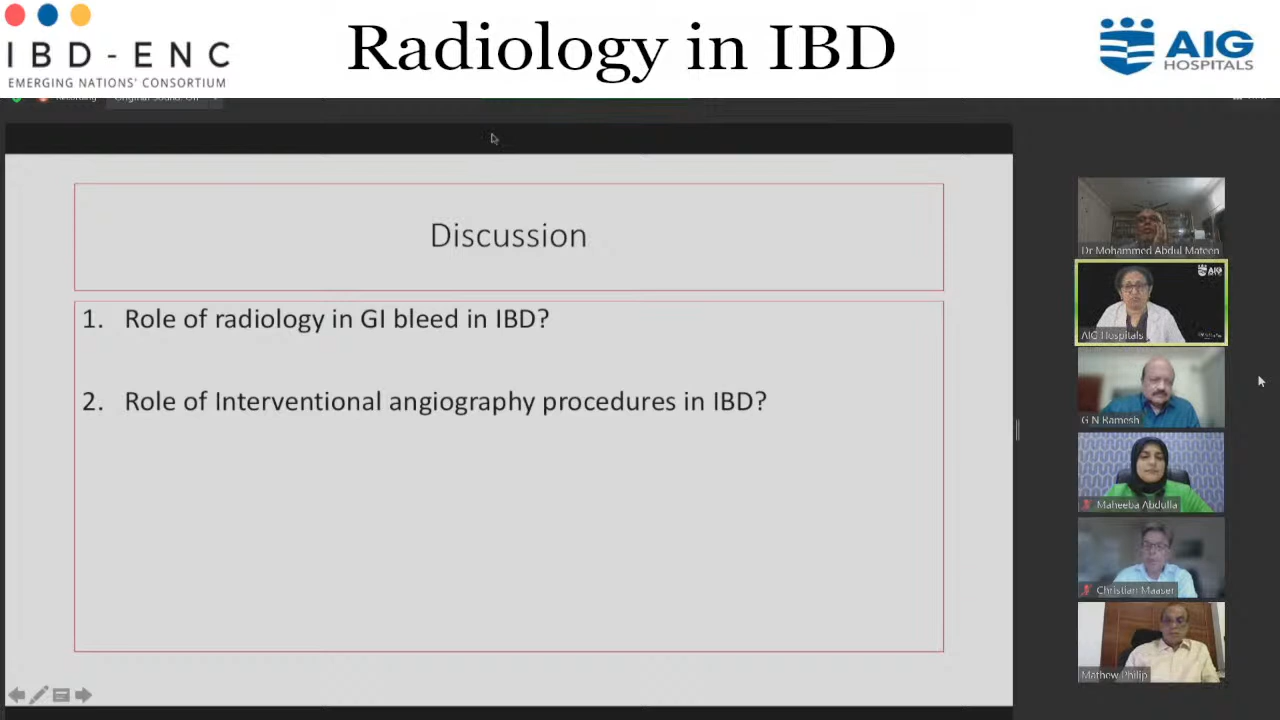 IBD-ENC
EMERGING NATIONS' CONSORTIUM
Radiology in IBD
AIG
HOSPITALS
Discussion
1. Role of radiology in GI bleed in IBD?
2. Role of Interventional angiography procedures in IBD?
Dr Mohammed Abdul Mateen
AIG
AIG Hospitals
G N Ramesh
Maheeba Abdulla
Christian Maaser
Mathew Philip